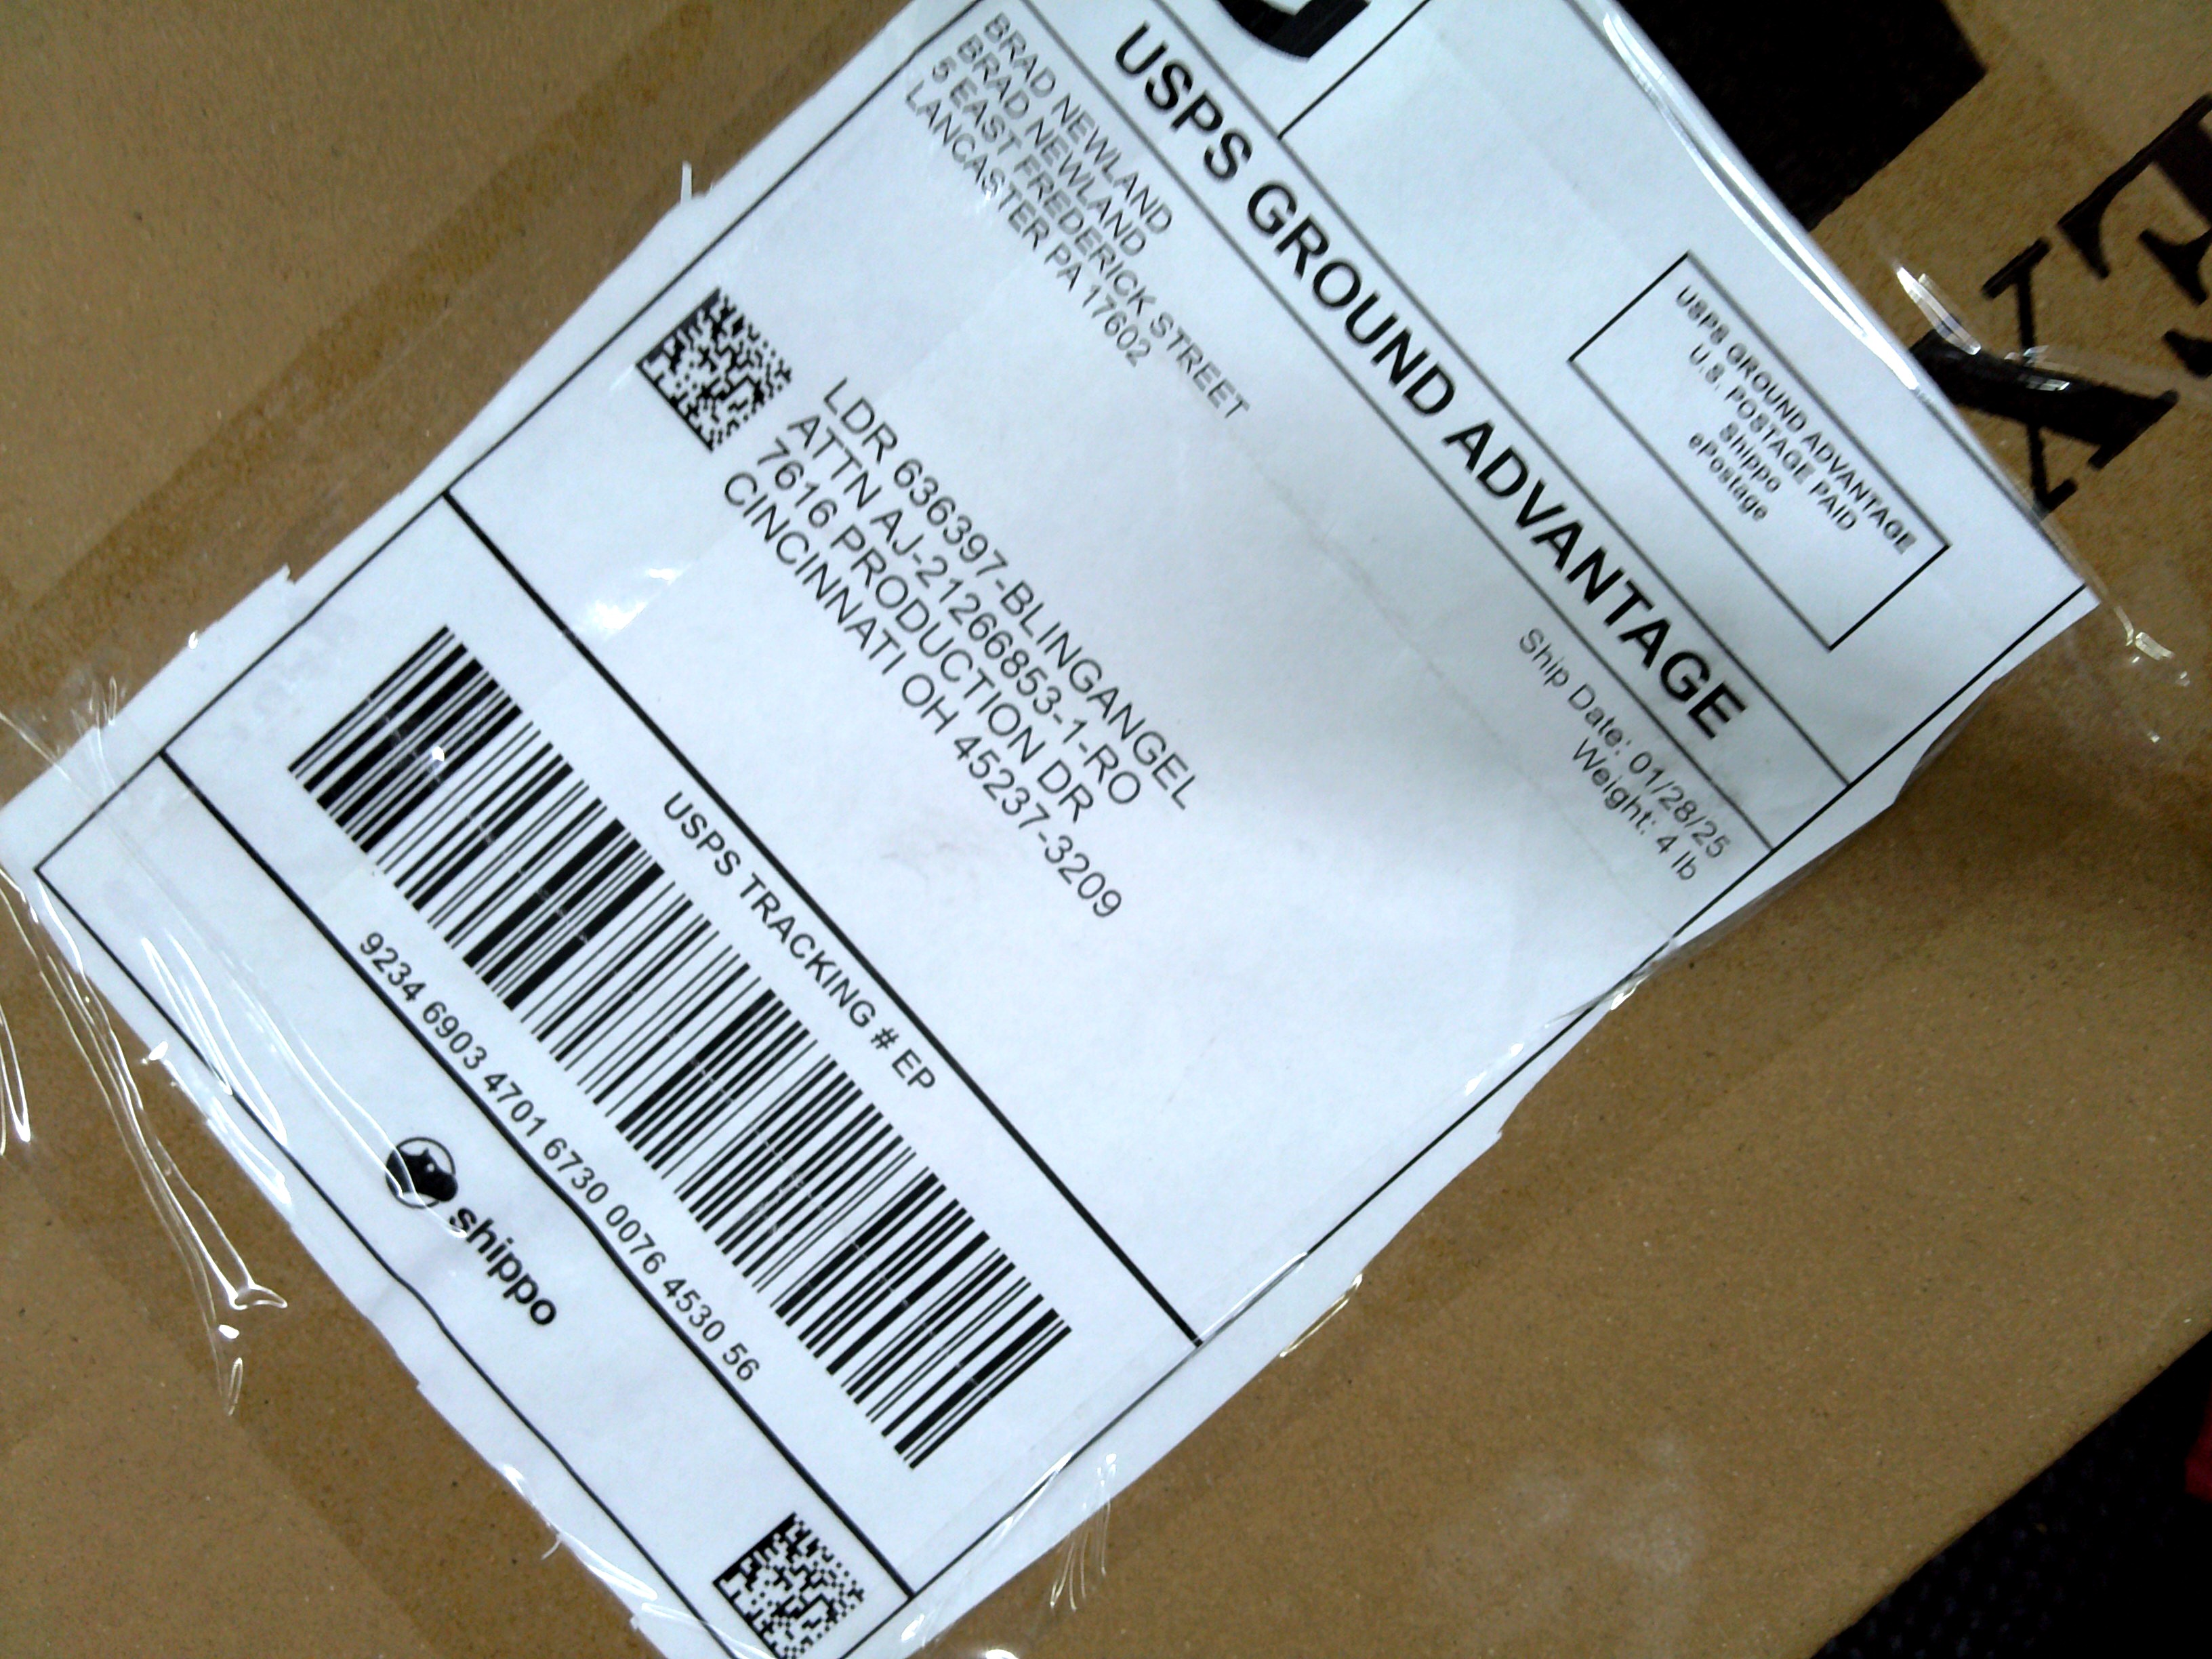 USPS GROUND ADVANTAGE
U.S. POSTAGE PAID
Shippo
ePostage
USPS GROUND ADVANTAGE
BRAD NEWLAND
BRAD NEWLAND
5 EAST FREDERICK STREET
LANCASTER PA 17602
Ship Date: 01/28/25
Weight: 4 lb
LDR 636397-BLINGANGEL
ATTN AJ-21266853-1-RO
7616 PRODUCTION DR
CINCINNATI OH 45237-3209
USPS TRACKING # EP
9234 6903 4701 6730 0076 4530 56
shippo